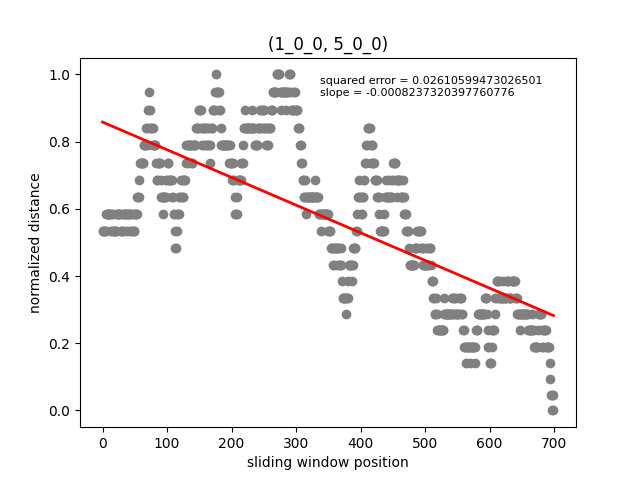 (1_0_0, 5_0_0)
squared error = 0.02610599473026501
slope = -0.0008237320397760776
normalized distance
1.0
0.8
0.6
0.4
0.2
0.0
0 100 200 300 400 500 600 700
sliding window position